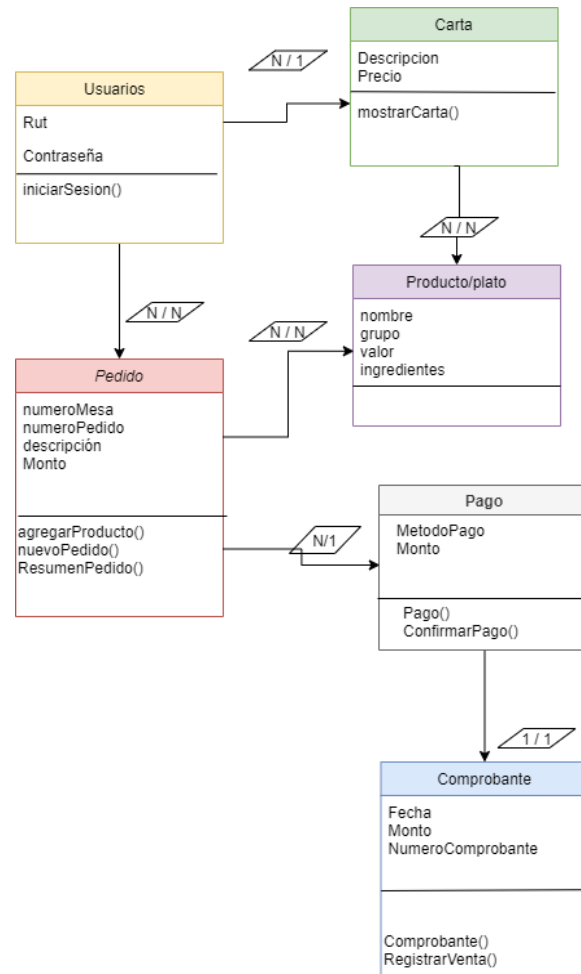 Carta
Descripcion
Precio
mostrarCarta()
N / 1
Usuarios
Rut
Contraseña
iniciarSesion()
N / N
N / N
N / N
Producto/plato
nombre
grupo
valor
ingredientes
Pedido
numeroMesa
numeroPedido
descripción
Monto
agregarProducto()
nuevoPedido()
ResumenPedido()
N/1
Pago
MetodoPago
Monto
Pago()
ConfirmarPago()
1 / 1
Comprobante
Fecha
Monto
NumeroComprobante
Comprobante()
RegistrarVenta()